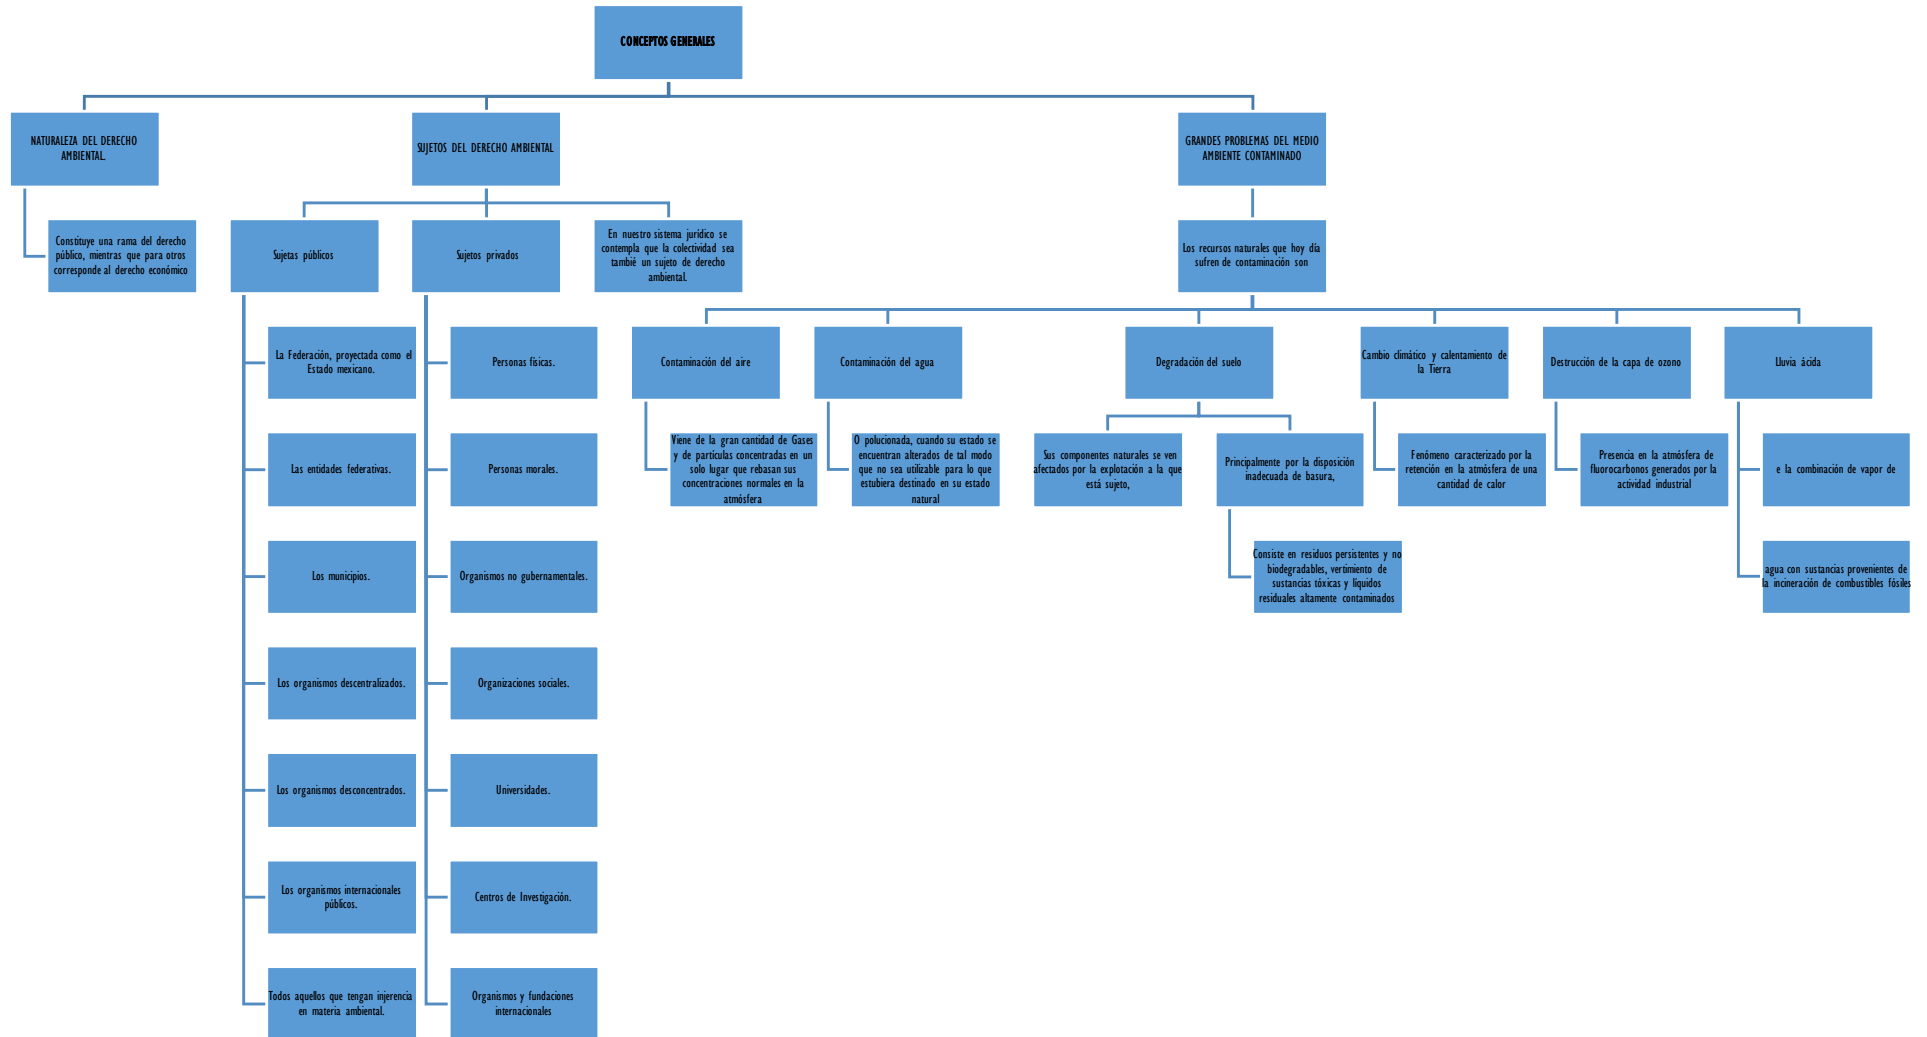 CONCEPTOS GENERALES
NATURALEZA DEL DERECHO
AMBIENTAL.
Constituye una rama del derecho
público, mientras que para otros
corresponde al derecho económico
SUJETOS DEL DERECHO AMBIENTAL
Sujetas públicos
La Federación, proyectada como el
Estado mexicano.
Las entidades federativas.
Los municipios.
Los organismos descentralizados.
Los organismos desconcentrados.
Los organismos internacionales
públicos.
Todos aquellos que tengan injerencia
en materia ambiental.
Sujetos privados
Personas físicas.
Personas morales.
Organismos no gubernamentales.
Organizaciones sociales.
Universidades.
Centros de Investigación.
Organismos y fundaciones
internacionales
En nuestro sistema jurídico se
contempla que la colectividad sea
tambié un sujeto de derecho
ambiental.
GRANDES PROBLEMAS DEL MEDIO
AMBIENTE CONTAMINADO
Los recursos naturales que hoy día
sufren de contaminación son
Contaminación del aire
Viene de la gran cantidad de Gases
y de partículas concentradas en un
solo lugar que rebasan sus
concentraciones normales en la
atmósfera
Contaminación del agua
O polucionada, cuando su estado se
encuentran alterados de tal modo
que no sea utilizable para lo que
estubiera destinado en su estado
natural
Degradación del suelo
Sus componentes naturales se ven
afectados por la explotación a la que
está sujeto,
Principalmente por la disposición
inadecuada de basura,
Consiste en residuos persistentes y no
biodegradables, vertimiento de
sustancias tóxicas y líquidos
residuales altamente contaminados
Cambio climático y calentamiento de
la Tierra
Fenómeno caracterizado por la
retención en la atmósfera de una
cantidad de calor
Destrucción de la capa de ozono
Presencia en la atmósfera de
fluorocarbonos generados por la
actividad industrial
Lluvia ácida
e la combinación de vapor de
agua con sustancias provenientes de
la incineración de combustibles fósiles